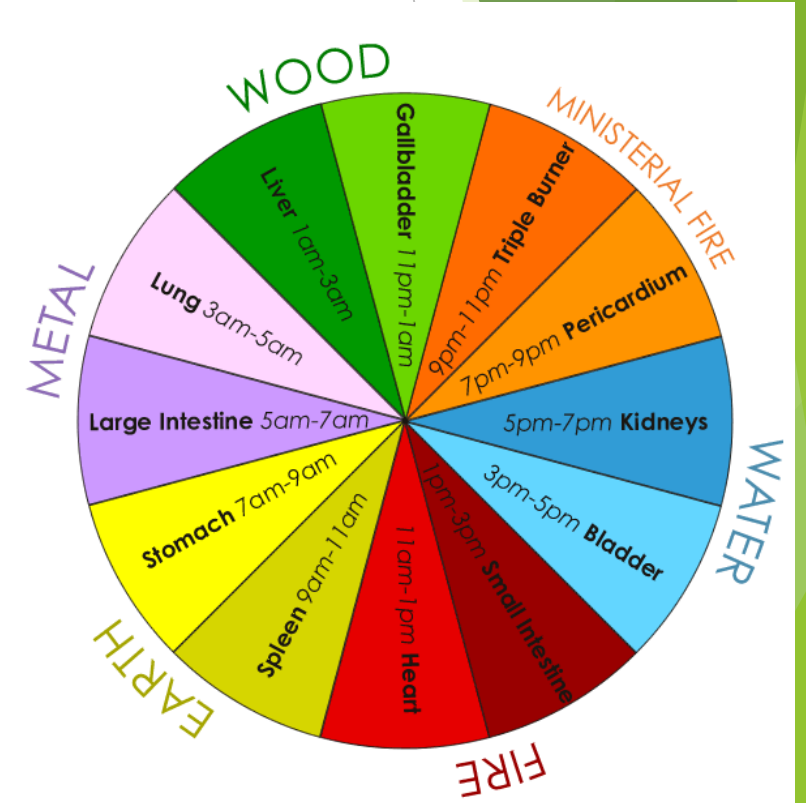 WOOD
Gallbladder 11pm-1am
MINISTERIAL FIRE
9pm-11pm Triple Burner
7pm-9pm Pericardium
5pm-7pm Kidneys
WATER
3pm-5pm Bladder
1pm-3pm Small Intestine
FIRE
11am-1pm Heart
Spleen 9am-11am
EARTH
Stomach 7am-9am
Large Intestine 5am-7am
METAL
Lung 3am-5am
Liver 1am-3am